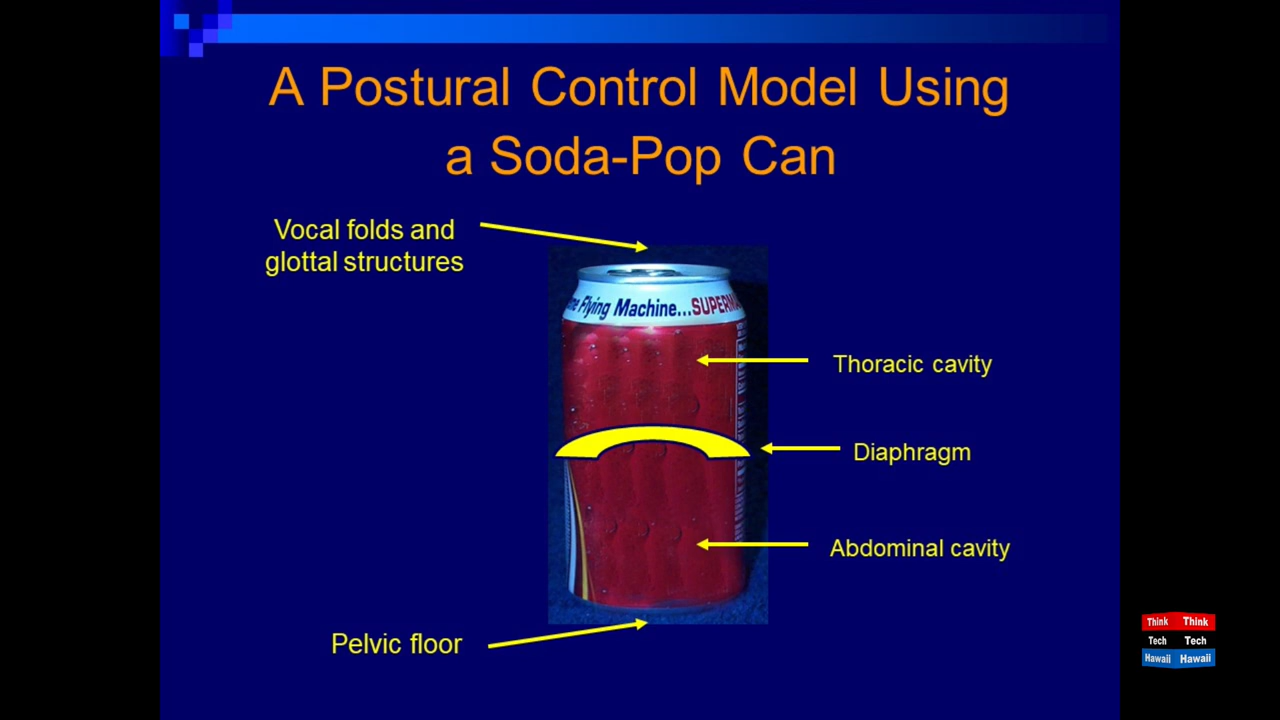 A Postural Control Model Using
a Soda-Pop Can
Vocal folds and
glottal structures
Flying Machine...
Thoracic cavity
Diaphragm
Abdominal cavity
Pelvic floor
Think Think
Tech Tech
Hawaii Hawaii